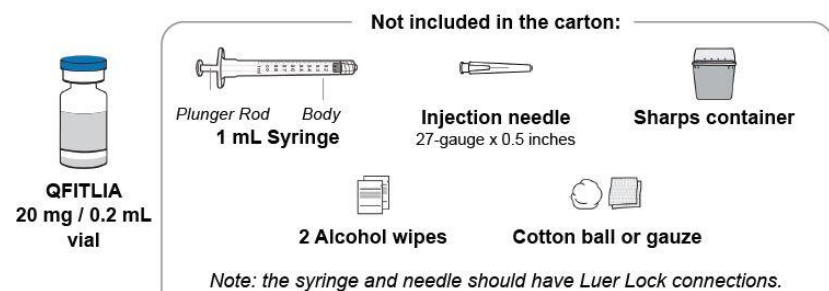 Not included in the carton:
Plunger Rod Body
1 mL Syringe
Injection needle
27-gauge x 0.5 inches
Sharps container
QFITLIA
20 mg / 0.2 mL
vial
2 Alcohol wipes
Cotton ball or gauze
Note: the syringe and needle should have Luer Lock connections.